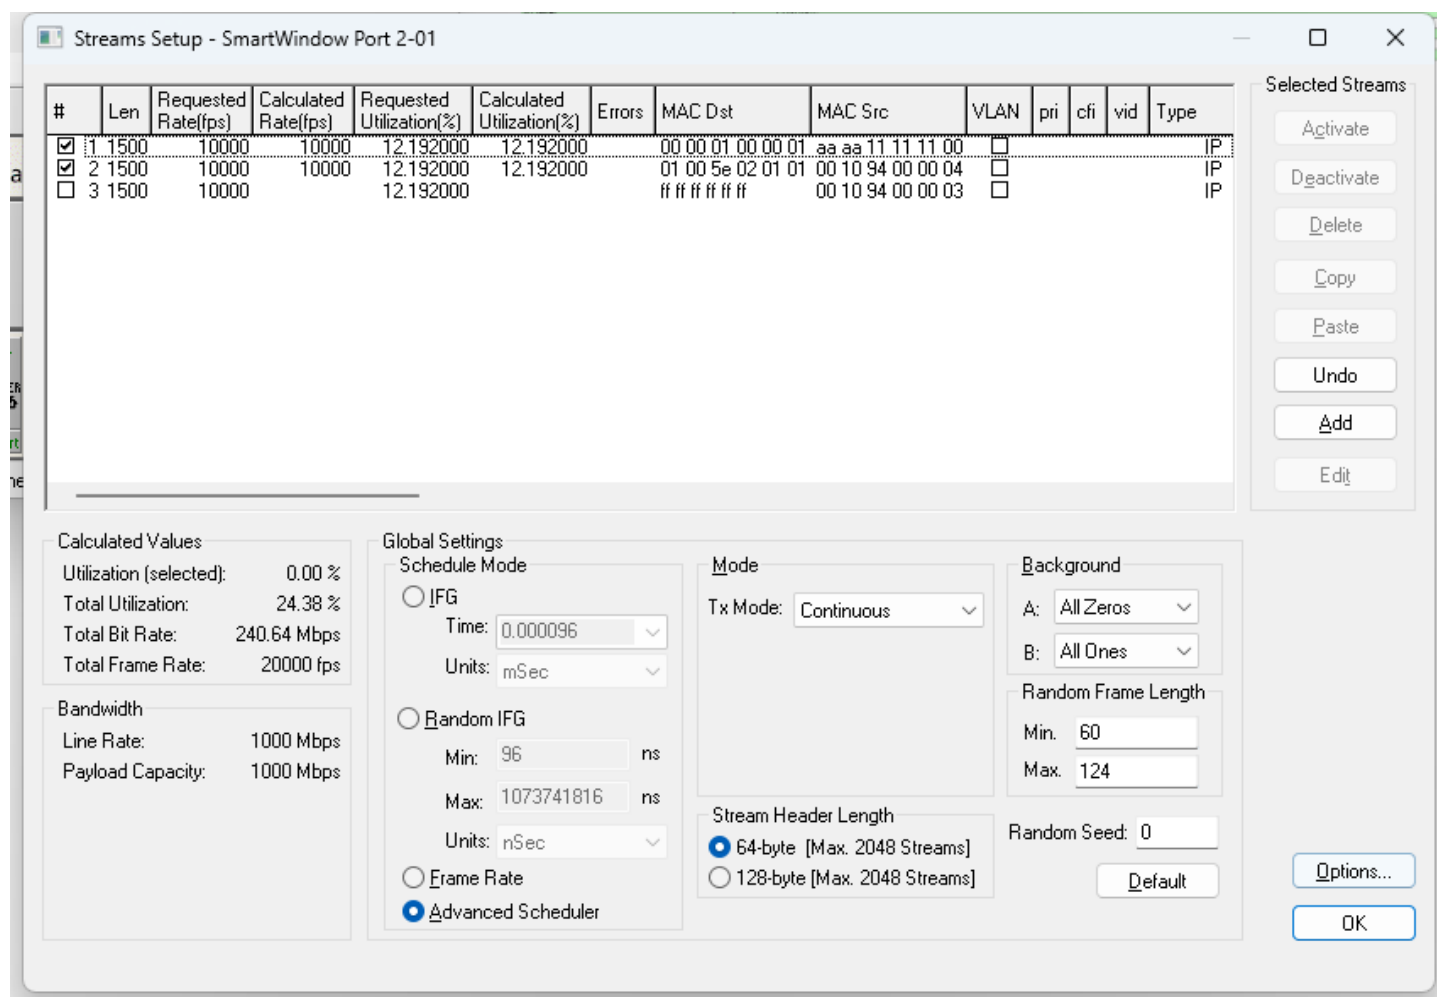 Streams Setup - SmartWindow Port 2-01
# Len Requested Rate(fps) Calculated Rate(fps) Requested Utilization(%) Calculated Utilization(%) Errors MAC Dst MAC Src VLAN pri cfi vid Type
1 1500 10000 10000 12.192000 12.192000 00 00 01 00 00 01 aa aa 11 11 11 00 IP
2 1500 10000 10000 12.192000 12.192000 01 00 5e 02 01 01 00 10 94 00 00 04 IP
3 1500 10000 12.192000 ff ff ff ff ff ff 00 10 94 00 00 03 IP
Selected Streams
Activate
Deactivate
Delete
Copy
Paste
Undo
Add
Edit
Calculated Values
Utilization (selected): 0.00 %
Total Utilization: 24.38 %
Total Bit Rate: 240.64 Mbps
Total Frame Rate: 20000 fps
Bandwidth
Line Rate: 1000 Mbps
Payload Capacity: 1000 Mbps
Global Settings
Schedule Mode
IFG
Time: 0.000096
Units: mSec
Random IFG
Min: 96 ns
Max: 1073741816 ns
Units: nSec
Frame Rate
Advanced Scheduler
Mode
Tx Mode: Continuous
Stream Header Length
64-byte [Max. 2048 Streams]
128-byte [Max. 2048 Streams]
Background
A: All Zeros
B: All Ones
Random Frame Length
Min. 60
Max. 124
Random Seed: 0
Default
Options...
OK